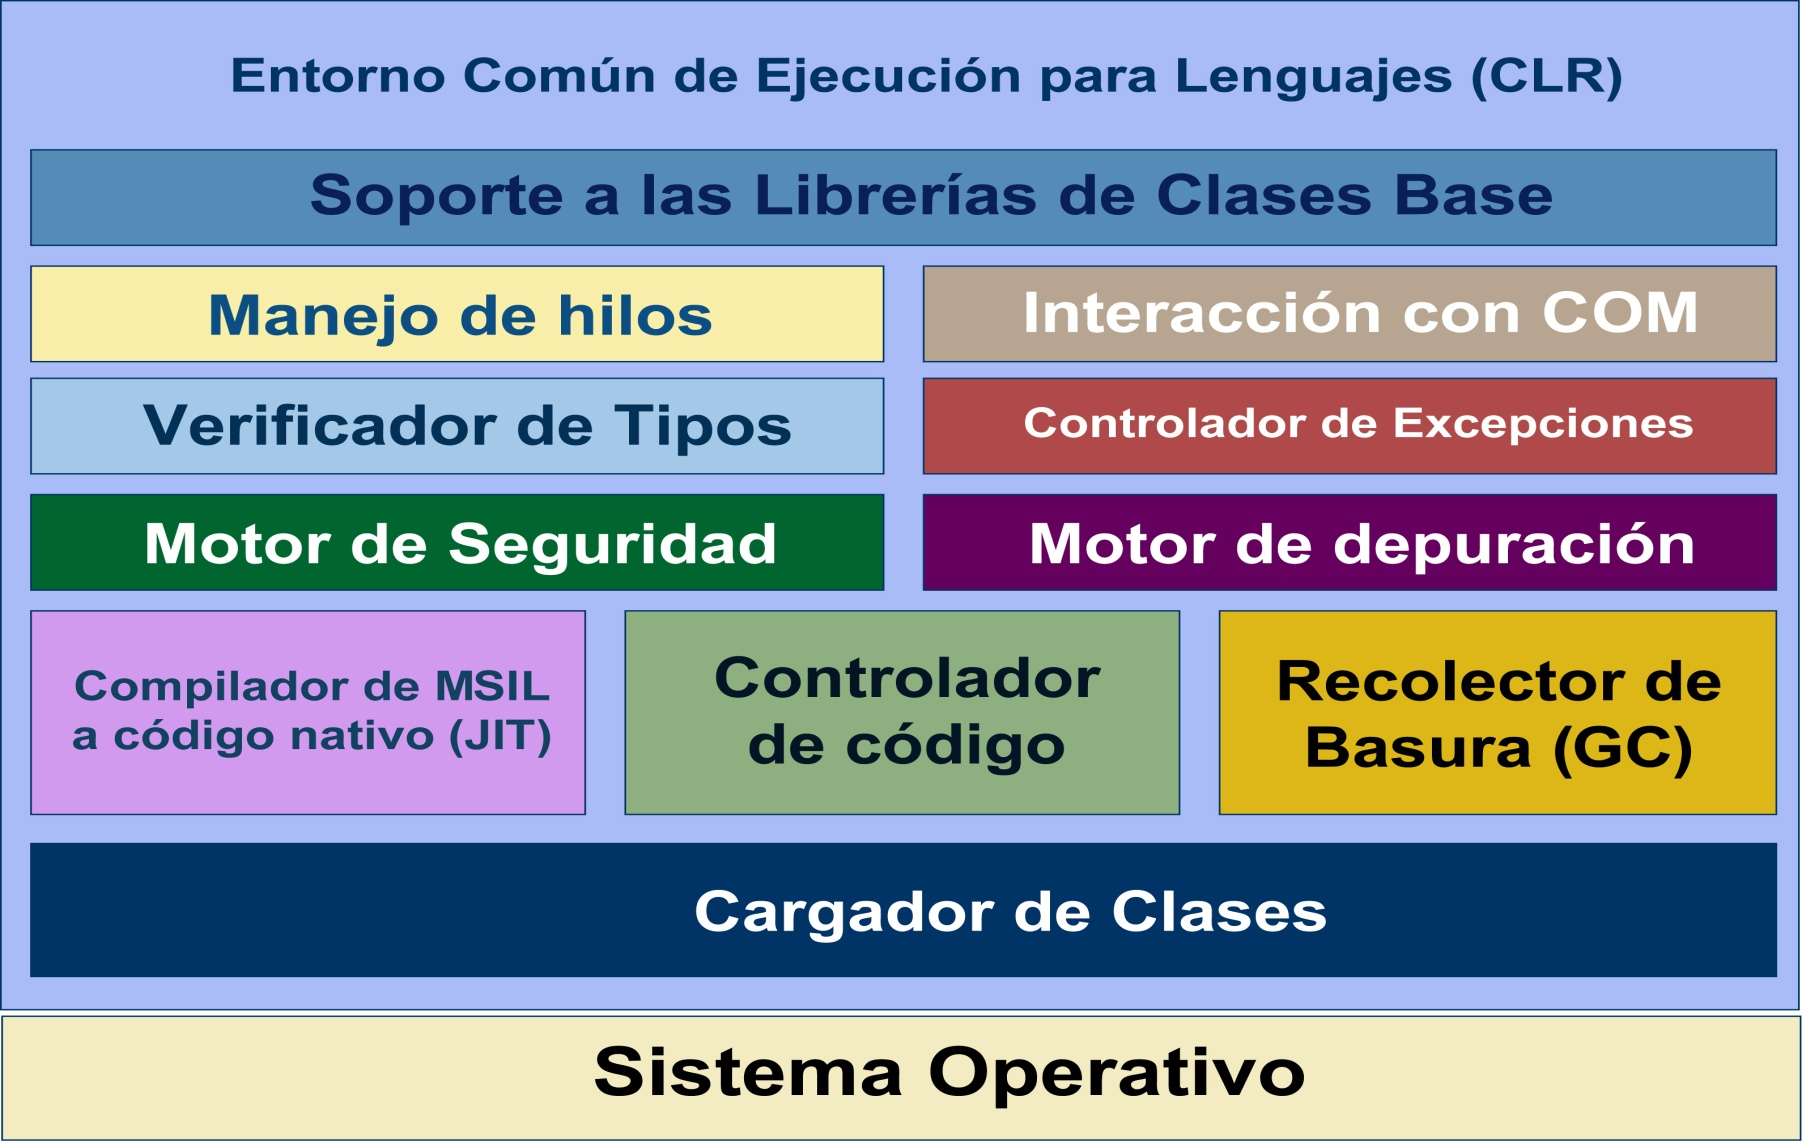 Entorno Común de Ejecución para Lenguajes (CLR)
Soporte a las Librerías de Clases Base
Manejo de hilos
Interacción con COM
Verificador de Tipos
Controlador de Excepciones
Motor de Seguridad
Motor de depuración
Compilador de MSIL
a código nativo (JIT)
Controlador
de código
Recolector de
Basura (GC)
Cargador de Clases
Sistema Operativo